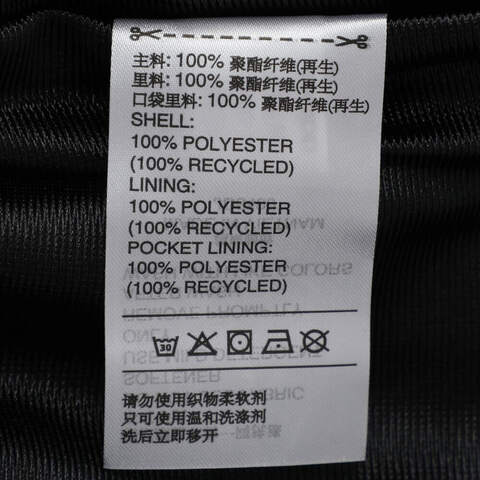 主料: 100% 聚酯纤维(再生)
里料: 100% 聚酯纤维(再生)
口袋里料: 100% 聚酯纤维(再生)
SHELL:
100% POLYESTER
(100% RECYCLED)
LINING:
100% POLYESTER
(100% RECYCLED)
POCKET LINING:
100% POLYESTER
(100% RECYCLED)
30
请勿使用织物柔软剂
只可使用温和洗涤剂
洗后立即移开